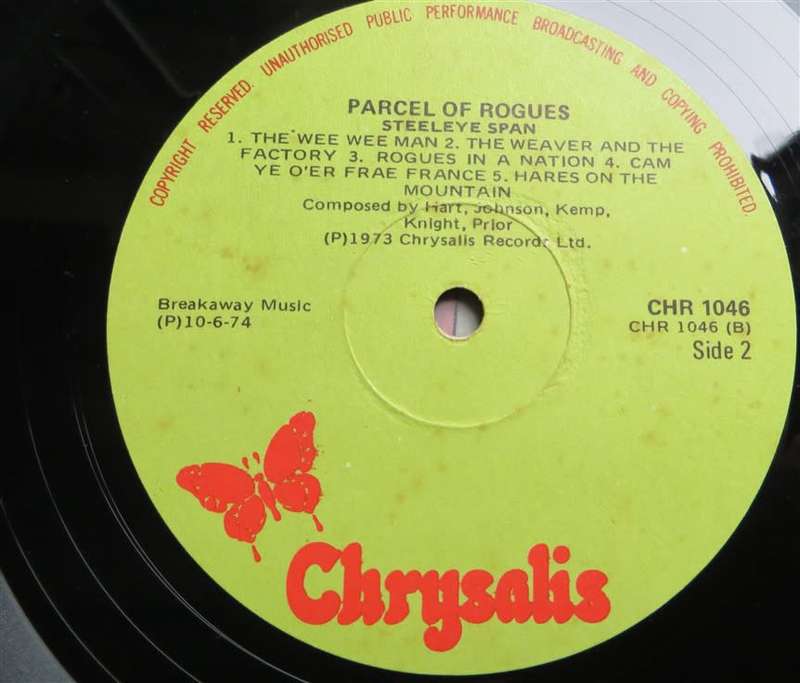 COPYRIGHT RESERVED. UNAUTHORISED PUBLIC PERFORMANCE BROADCASTING AND COPYING PROHIBITED.
PARCEL OF ROGUES
STEELEYE SPAN
1. THE WEE WEE MAN 2. THE WEAVER AND THE
FACTORY 3. ROGUES IN A NATION 4. CAM
YE O'ER FRAE FRANCE 5. HARES ON THE
MOUNTAIN
Composed by Hart, Johnson, Kemp,
Knight, Prior
(P)1973 Chrysalis Records Ltd.
Breakaway Music
(P)10-6-74
CHR 1046
CHR 1046 (B)
Side 2
Chrysalis